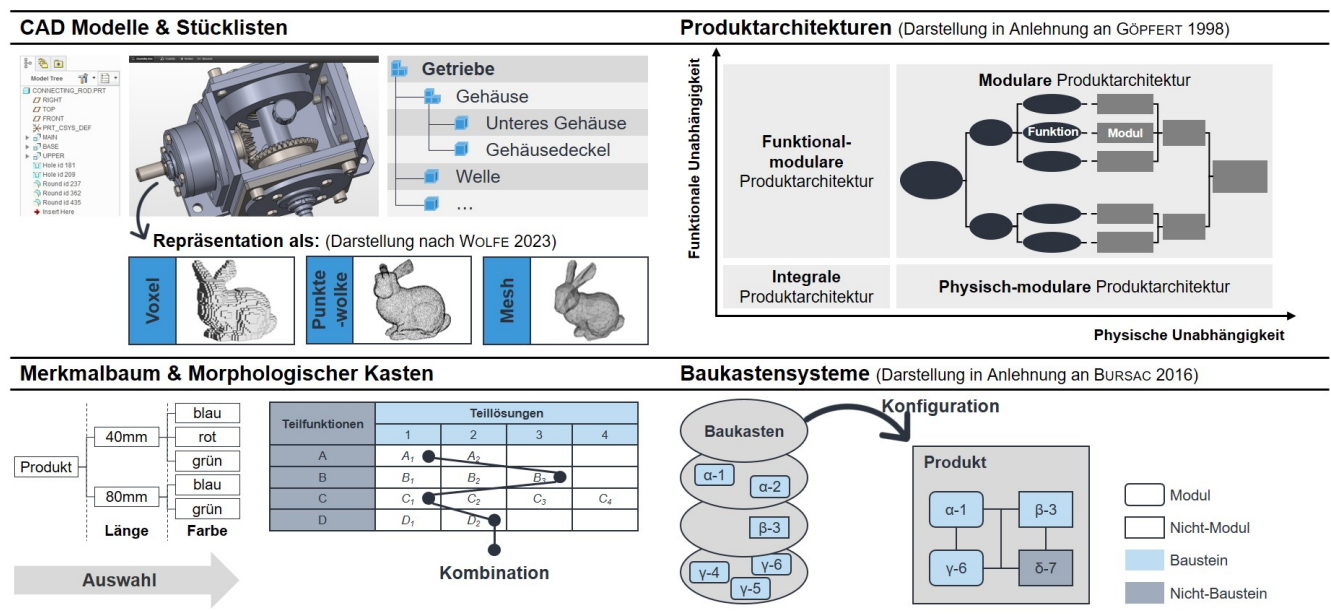 CAD Modelle & Stücklisten
Model Tree
CONNECTING_ROD.PRT
RIGHT
TOP
FRONT
PRT_CSYS_DEF
MAIN
BASE
UPPER
Hole id 181
Hole id 209
Round id 237
Round id 362
Round id 435
Insert Here
Getriebe
Gehäuse
Unteres Gehäuse
Gehäusedeckel
Welle
...
Repräsentation als: (Darstellung nach WOLFE 2023)
Voxel
Punkte
-wolke
Mesh
Produktarchitekturen (Darstellung in Anlehnung an GÖPFERT 1998)
Funktionale Unabhängigkeit
Funktional-
modulare
Produktarchitektur
Modulare Produktarchitektur
Funktion
Modul
Integrale
Produktarchitektur
Physisch-modulare Produktarchitektur
Physische Unabhängigkeit
Merkmalbaum & Morphologischer Kasten
Produkt
40mm
80mm
blau
rot
grün
blau
grün
Länge
Farbe
Auswahl
Teilfunktionen
Teillösungen
1 2 3 4
A A1 A2
B B1 B2 B3
C C1 C2 C3 C4
D D1 D2
Kombination
Baukastensysteme (Darstellung in Anlehnung an BURSAC 2016)
Konfiguration
Baukasten
α-1
α-2
β-3
γ-4
γ-6
γ-5
Produkt
α-1
β-3
γ-6
δ-7
Modul
Nicht-Modul
Baustein
Nicht-Baustein